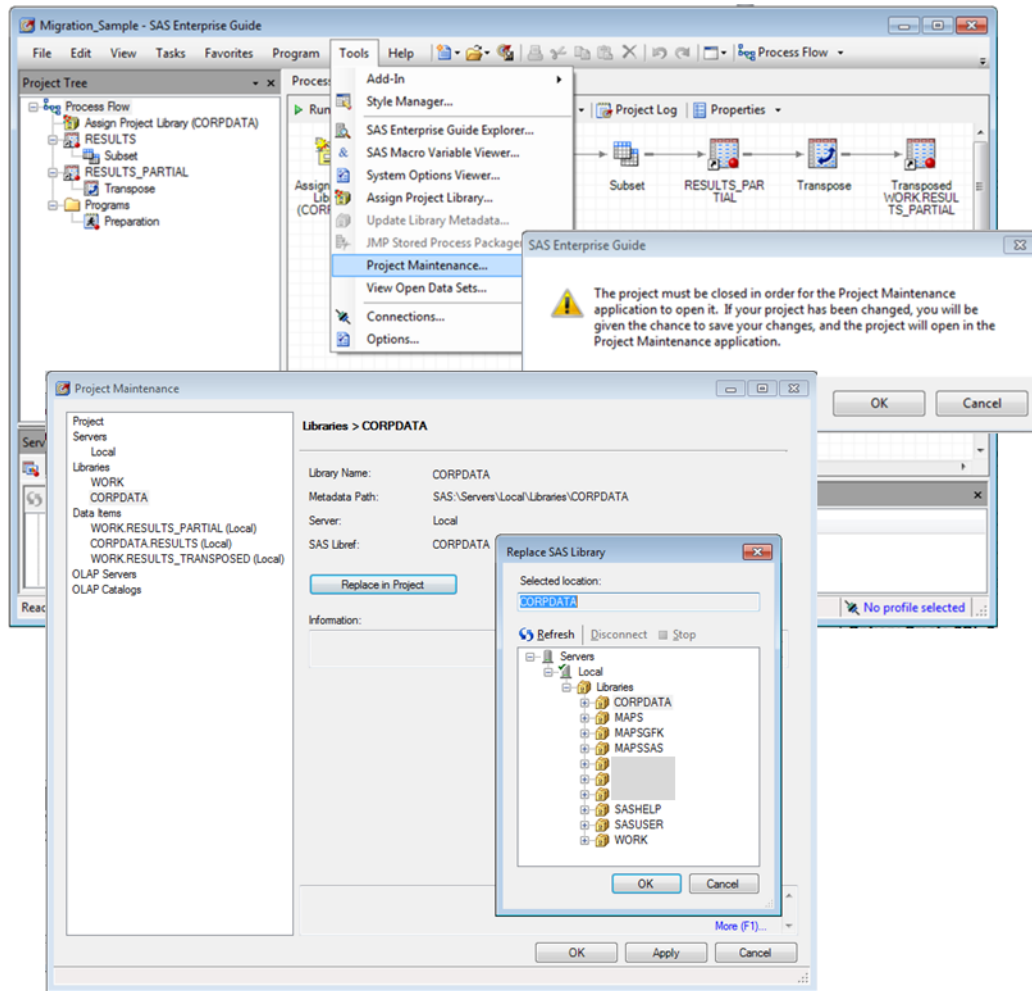 Migration_Sample - SAS Enterprise Guide
File Edit View Tasks Favorites Program Tools Help Process Flow
Project Tree
Process Flow
Assign Project Library (CORPDATA)
RESULTS
Subset
RESULTS_PARTIAL
Transpose
Programs
Preparation
Process
Run
Project Log Properties
Add-In
Style Manager...
SAS Enterprise Guide Explorer...
SAS Macro Variable Viewer...
System Options Viewer...
Assign Project Library...
Update Library Metadata...
JMP Stored Process Packager
Project Maintenance...
View Open Data Sets...
Connections...
Options...
Assign
Lib
(CORP
Subset
RESULTS_PAR
TIAL
Transpose
Transposed
WORK.RESUL
TS_PARTIAL
SAS Enterprise Guide
The project must be closed in order for the Project Maintenance
application to open it. If your project has been changed, you will be
given the chance to save your changes, and the project will open in the
Project Maintenance application.
OK Cancel
Serv
Read
No profile selected
Project Maintenance
Project
Servers
Local
Libraries
WORK
CORPDATA
Data Items
WORK.RESULTS_PARTIAL (Local)
CORPDATA.RESULTS (Local)
WORK.RESULTS_TRANSPOSED (Local)
OLAP Servers
OLAP Catalogs
Libraries > CORPDATA
Library Name: CORPDATA
Metadata Path: SAS:\Servers\Local\Libraries\CORPDATA
Server: Local
SAS Libref: CORPDATA
Replace in Project
Information:
Replace SAS Library
Selected location:
CORPDATA
Refresh Disconnect Stop
Servers
Local
Libraries
CORPDATA
MAPS
MAPSGFK
MAPSSAS
SASHELP
SASUSER
WORK
OK Cancel
More (F1)...
OK Apply Cancel